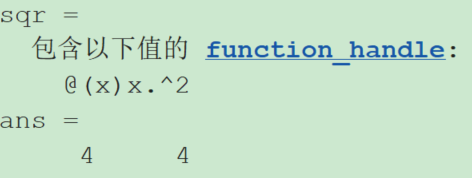 sqr =
包含以下值的 function_handle:
@(x)x.^2
ans =
4 4